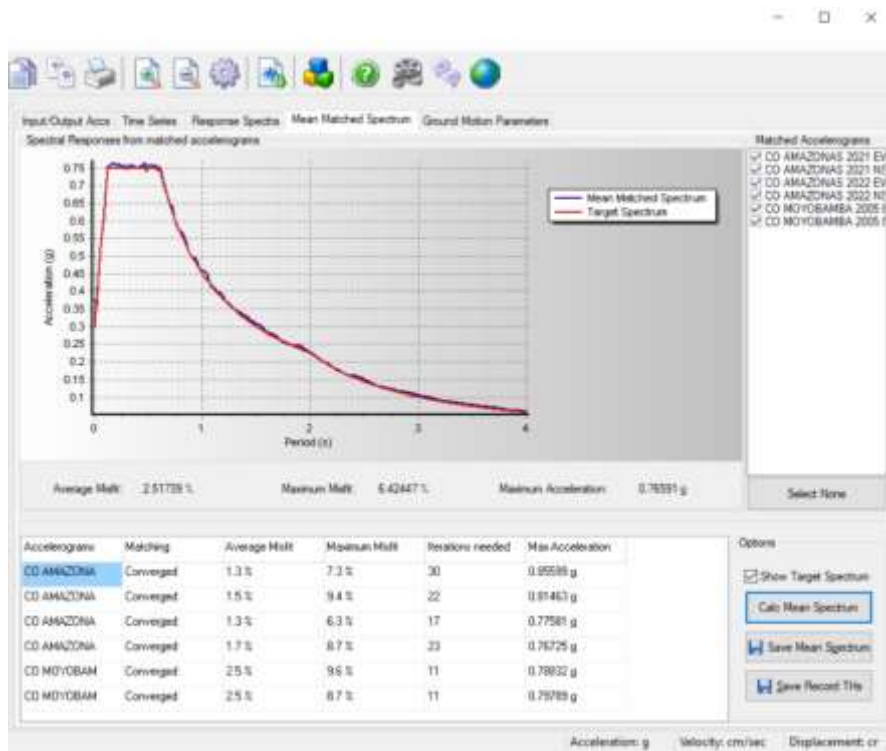 Input/Output Accs Time Series Response Spectra Mean Matched Spectrum Ground Motion Parameters
Spectral Responses from matched accelerograms
Matched Accelerograms
CO AMAZONAS 2021 EW
CO AMAZONAS 2021 NS
CO AMAZONAS 2022 EW
CO AMAZONAS 2022 NS
CO MOYOBAMBA 2005
CO MOYOBAMBA 2005
Mean Matched Spectrum
Target Spectrum
Acceleration (g)
0.75
0.7
0.65
0.6
0.55
0.5
0.45
0.4
0.35
0.3
0.25
0.2
0.15
0.1
0 1 2 3 4
Period (s)
Average Misfit: 2.51739 % Maximum Misfit: 6.42447 % Maximum Acceleration: 0.76591 g
Select None
Accelerograms Matching Average Misfit Maximum Misfit Iterations needed Max Acceleration
CO AMAZONA Converged 1.3 % 7.3 % 30 0.85599 g
CO AMAZONA Converged 1.5 % 9.4 % 22 0.81463 g
CO AMAZONA Converged 1.3 % 6.3 % 17 0.77581 g
CO AMAZONA Converged 1.7 % 8.7 % 23 0.76725 g
CO MOYOBAM Converged 2.5 % 9.6 % 11 0.78832 g
CO MOYOBAM Converged 2.5 % 8.7 % 11 0.79789 g
Options
Show Target Spectrum
Calc Mean Spectrum
Save Mean Spectrum
Save Record THs
Acceleration: g Velocity: cm/sec Displacement: cr